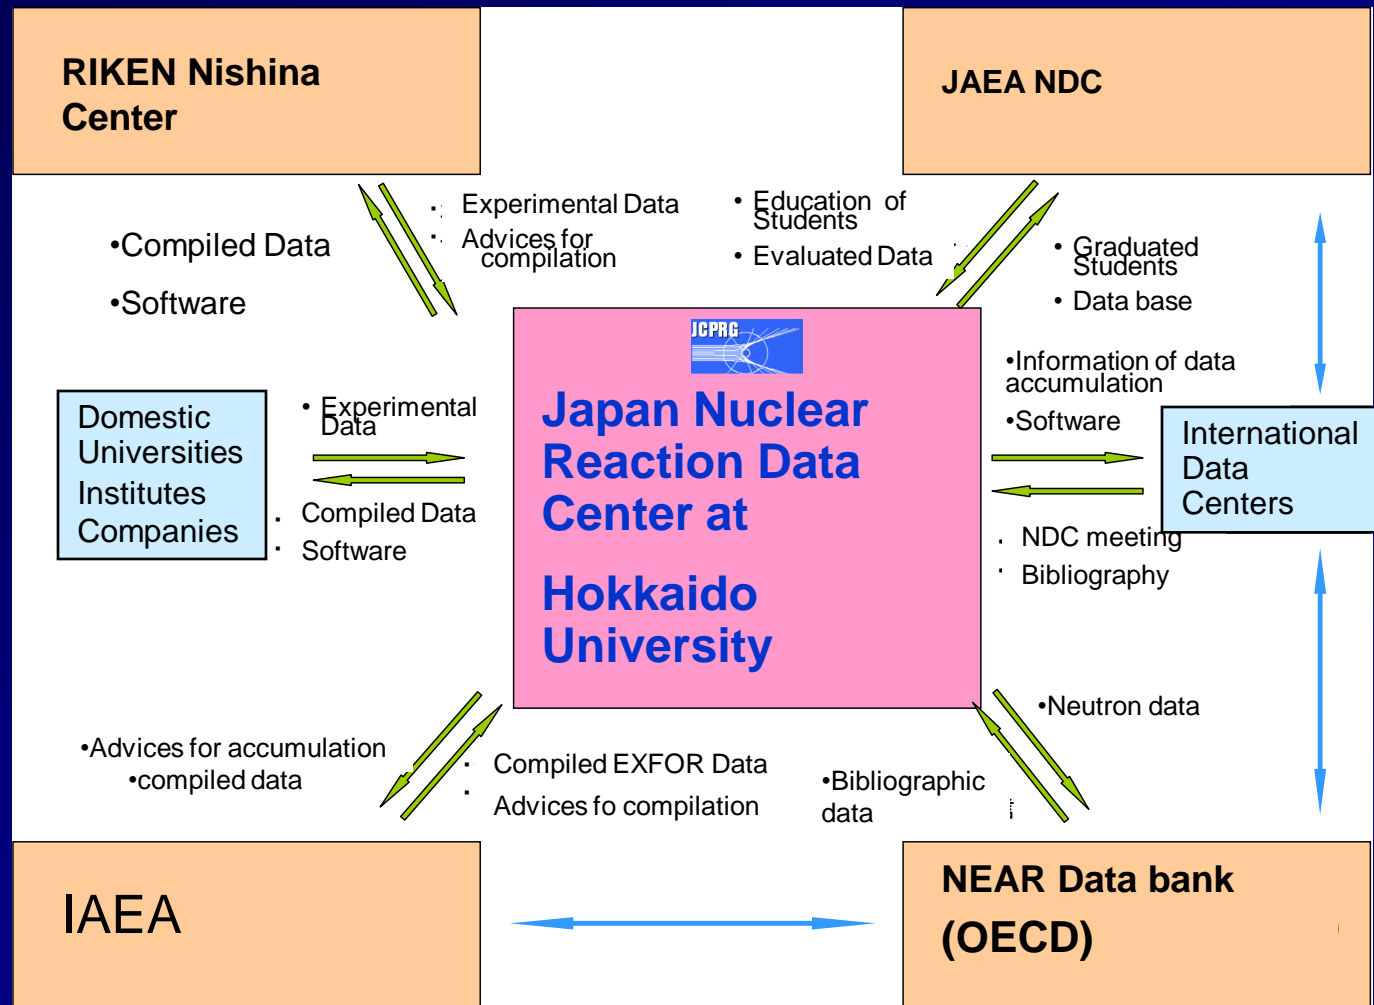 RIKEN Nishina
Center
JAEA NDC
• Experimental Data
• Advices for
compilation
• Education of
Students
• Evaluated Data
•Compiled Data
•Software
• Graduated
Students
• Data base
JCPRG
Japan Nuclear
Reaction Data
Center at
Hokkaido
University
•Information of data
accumulation
•Software
Domestic
Universities
Institutes
Companies
• Experimental
Data
• Compiled Data
• Software
International
Data
Centers
• NDC meeting
• Bibliography
•Neutron data
•Advices for accumulation
•compiled data
• Compiled EXFOR Data
• Advices fo compilation
•Bibliographic
data
IAEA
NEAR Data bank
(OECD)